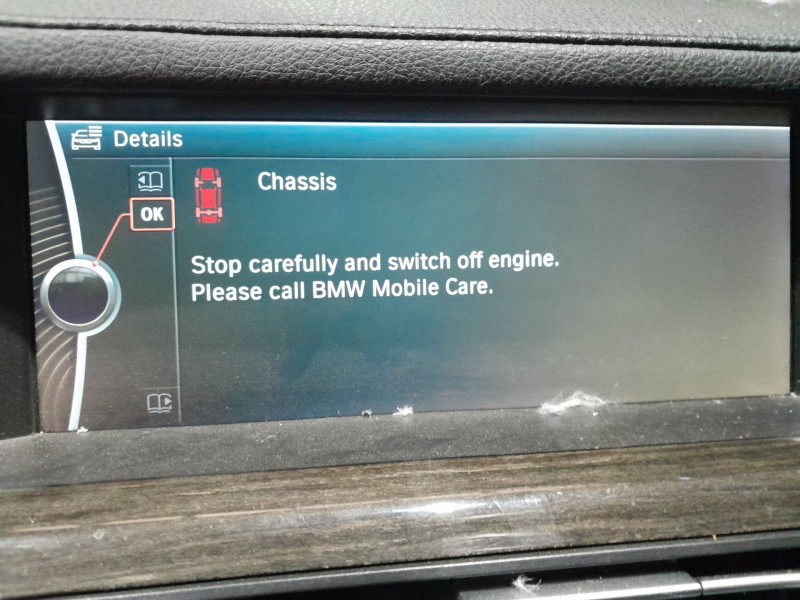 Details
OK
Chassis
Stop carefully and switch off engine.
Please call BMW Mobile Care.